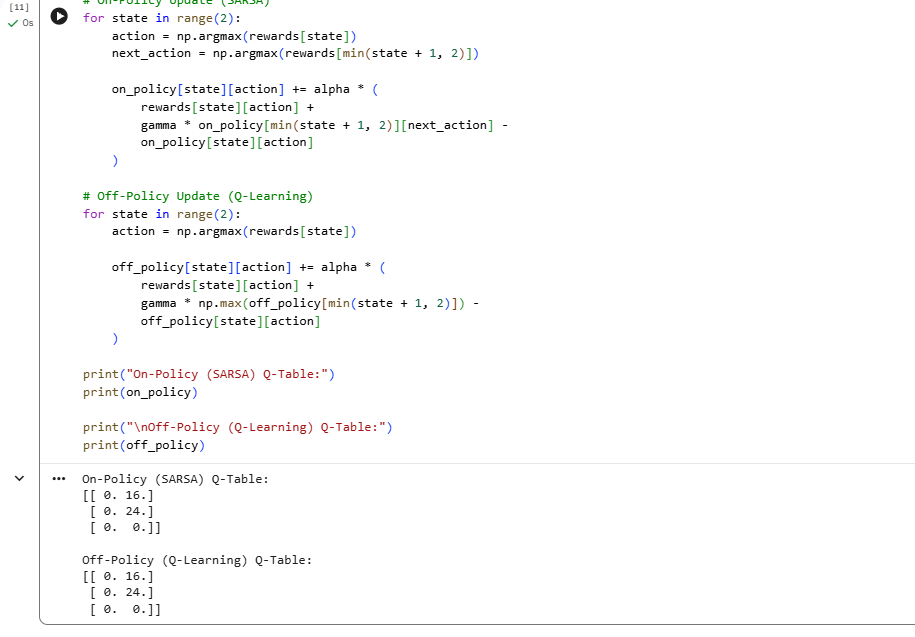 [11]
0s
# On-Policy Update (SARSA)
for state in range(2):
    action = np.argmax(rewards[state])
    next_action = np.argmax(rewards[min(state + 1, 2)])

    on_policy[state][action] += alpha * (
        rewards[state][action] +
        gamma * on_policy[min(state + 1, 2)][next_action] -
        on_policy[state][action]
    )

# Off-Policy Update (Q-Learning)
for state in range(2):
    action = np.argmax(rewards[state])

    off_policy[state][action] += alpha * (
        rewards[state][action] +
        gamma * np.max(off_policy[min(state + 1, 2)]) -
        off_policy[state][action]
    )

print("On-Policy (SARSA) Q-Table:")
print(on_policy)

print("\nOff-Policy (Q-Learning) Q-Table:")
print(off_policy)
On-Policy (SARSA) Q-Table:
[[ 0. 16.]
 [ 0. 24.]
 [ 0.  0.]]

Off-Policy (Q-Learning) Q-Table:
[[ 0. 16.]
 [ 0. 24.]
 [ 0.  0.]]